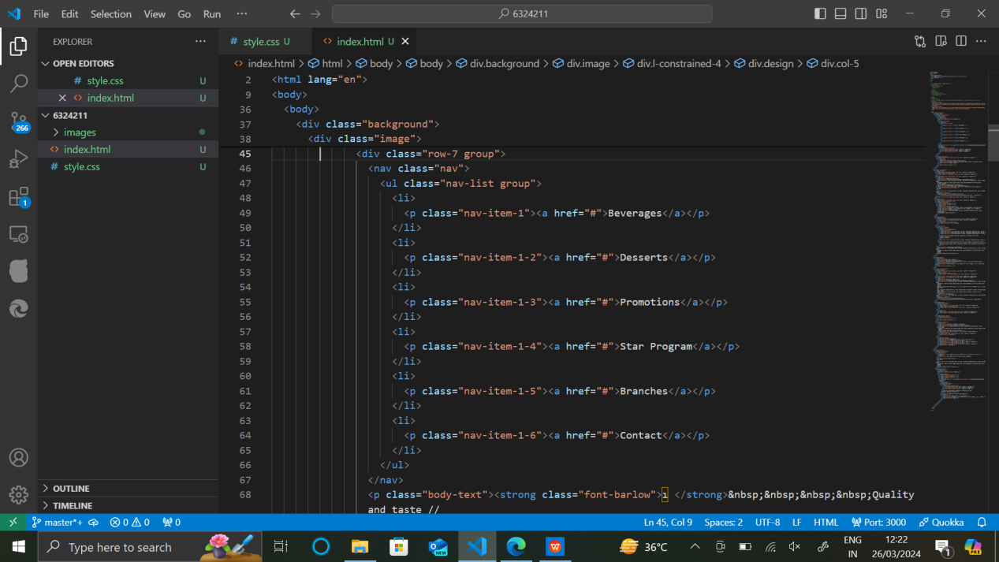 File Edit Selection View Go Run ··· 6324211
EXPLORER ···
OPEN EDITORS
# style.css U
<> index.html U
6324211
images
<> index.html U
# style.css U
266
1
OUTLINE
TIMELINE
# style.css U <> index.html U
<> index.html > html > body > body > div.background > div.image > div.l-constrained-4 > div.design > div.col-5
2 <html lang="en">
9 <body>
36 <body>
37 <div class="background">
38 <div class="image">
45 <div class="row-7 group">
46 <nav class="nav">
47 <ul class="nav-list group">
48 <li>
49 <p class="nav-item-1"><a href="#">Beverages</a></p>
50 </li>
51 <li>
52 <p class="nav-item-1-2"><a href="#">Desserts</a></p>
53 </li>
54 <li>
55 <p class="nav-item-1-3"><a href="#">Promotions</a></p>
56 </li>
57 <li>
58 <p class="nav-item-1-4"><a href="#">Star Program</a></p>
59 </li>
60 <li>
61 <p class="nav-item-1-5"><a href="#">Branches</a></p>
62 </li>
63 <li>
64 <p class="nav-item-1-6"><a href="#">Contact</a></p>
65 </li>
66 </ul>
67 </nav>
68 <p class="body-text"><strong class="font-barlow">ı </strong>&nbsp;&nbsp;&nbsp;&nbsp;Quality
and taste //
master*+ 0 0 0 Ln 45, Col 9 Spaces: 2 UTF-8 LF HTML Port: 3000 Quokka
Type here to search
NEW
W
36°C
ENG
IN
12:22
26/03/2024
1
PRE